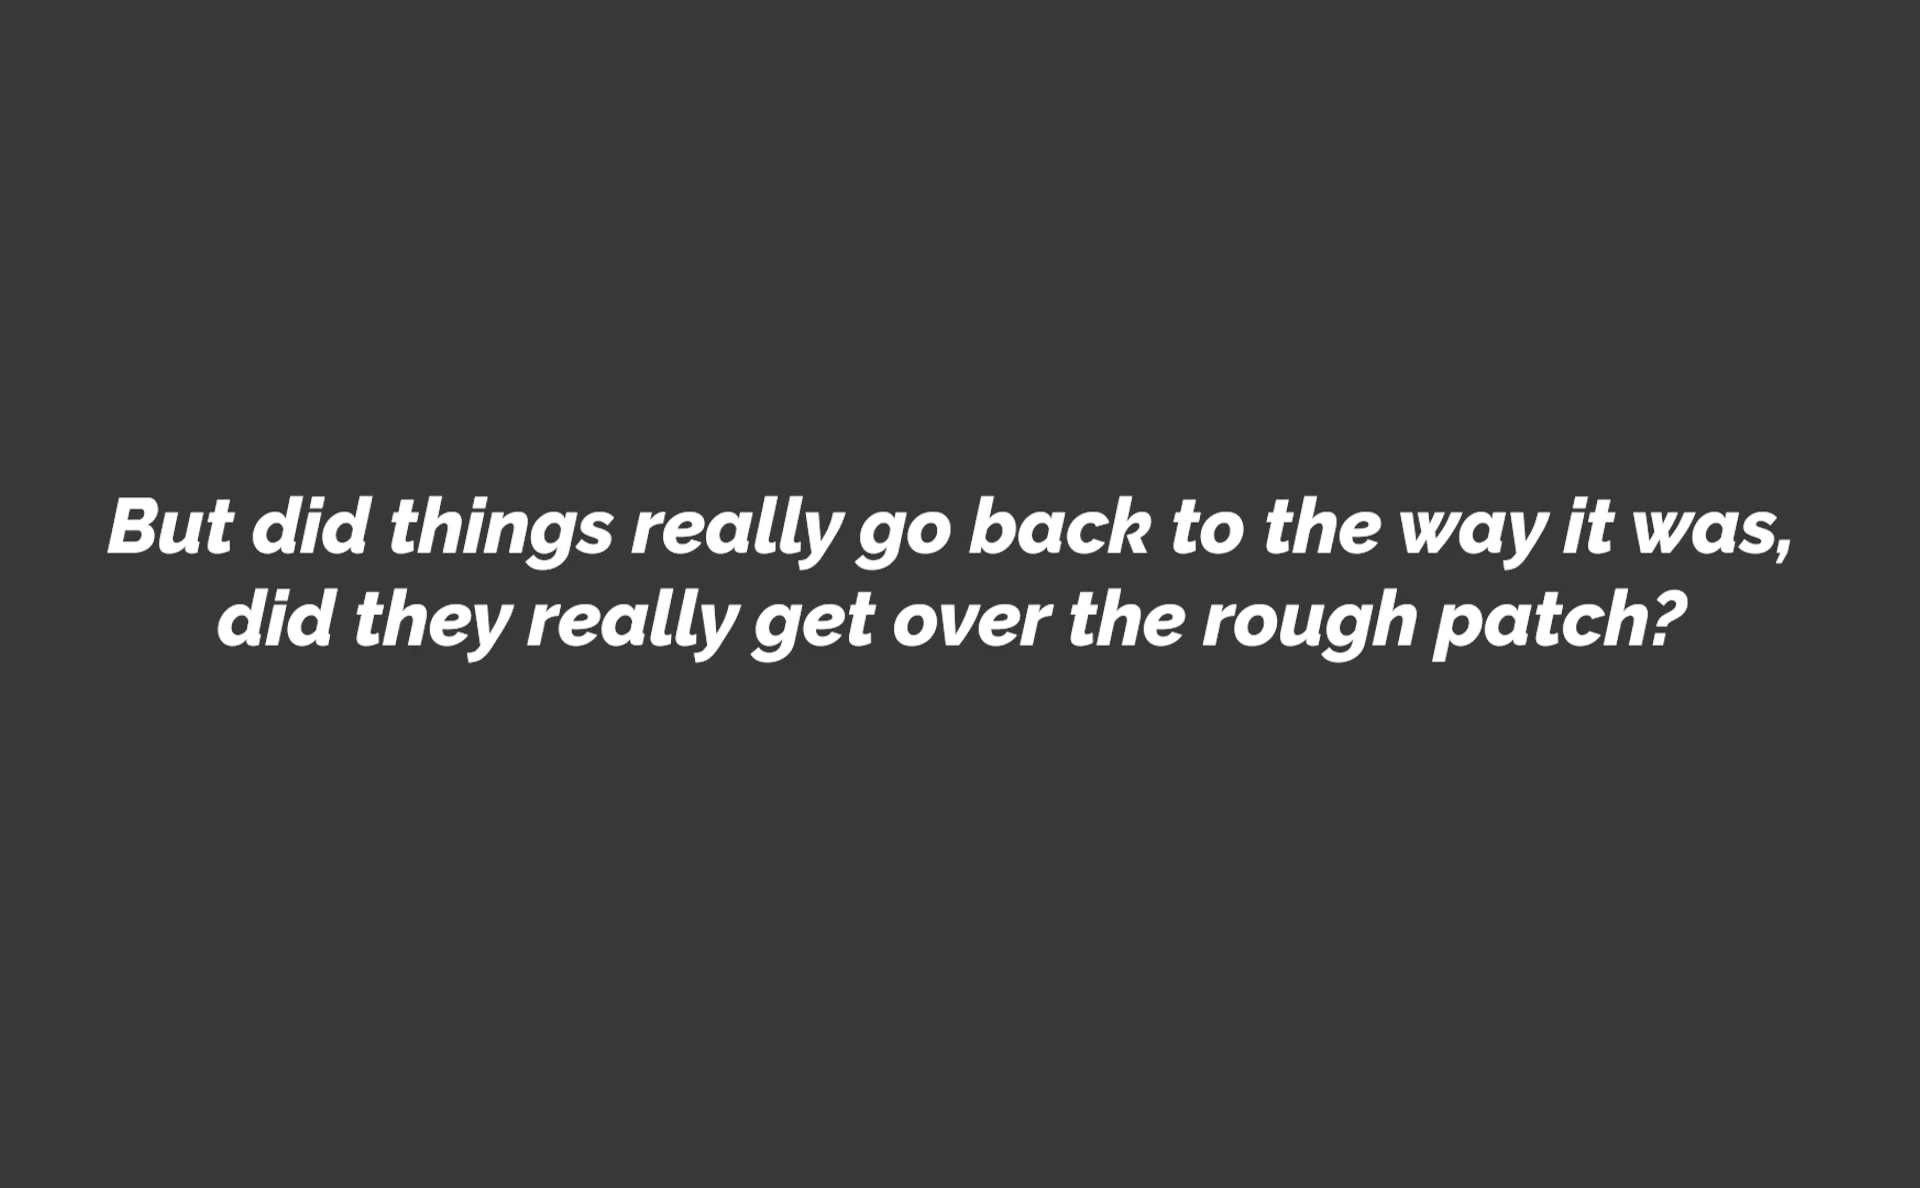 But did things really go back to the way it was,
did they really get over the rough patch?